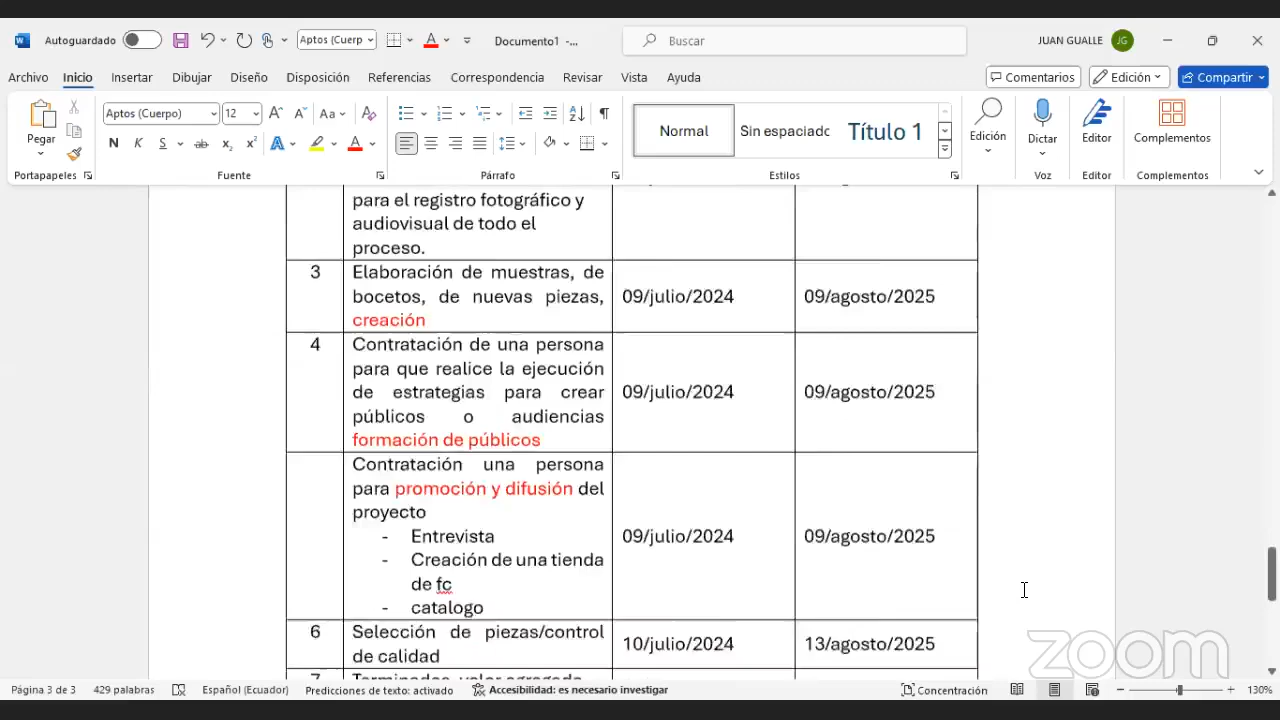 Autoguardado
Aptos (Cuerp
Documento1 -...
Buscar
JUAN GUALLE
JG
Archivo Inicio Insertar Dibujar Diseño Disposición Referencias Correspondencia Revisar Vista Ayuda
Comentarios
Edición
Compartir
Pegar
Portapapeles
Aptos (Cuerpo)
12
N K S ab x₂ x²
Fuente
Párrafo
Normal
Sin espaciado
Título 1
Estilos
Edición
Dictar
Voz
Editor
Editor
Complementos
Complementos
para el registro fotográfico y
audiovisual de todo el
proceso.
3
Elaboración de muestras, de
bocetos, de nuevas piezas,
creación
09/julio/2024
09/agosto/2025
4
Contratación de una persona
para que realice la ejecución
de estrategias para crear
públicos o audiencias
formación de públicos
09/julio/2024
09/agosto/2025
Contratación una persona
para promoción y difusión del
proyecto
- Entrevista
- Creación de una tienda
de fc
- catalogo
09/julio/2024
09/agosto/2025
6
Selección de piezas/control
de calidad
10/julio/2024
13/agosto/2025
zoom
Página 3 de 3
429 palabras
Español (Ecuador)
Predicciones de texto: activado
Accesibilidad: es necesario investigar
Concentración
130%